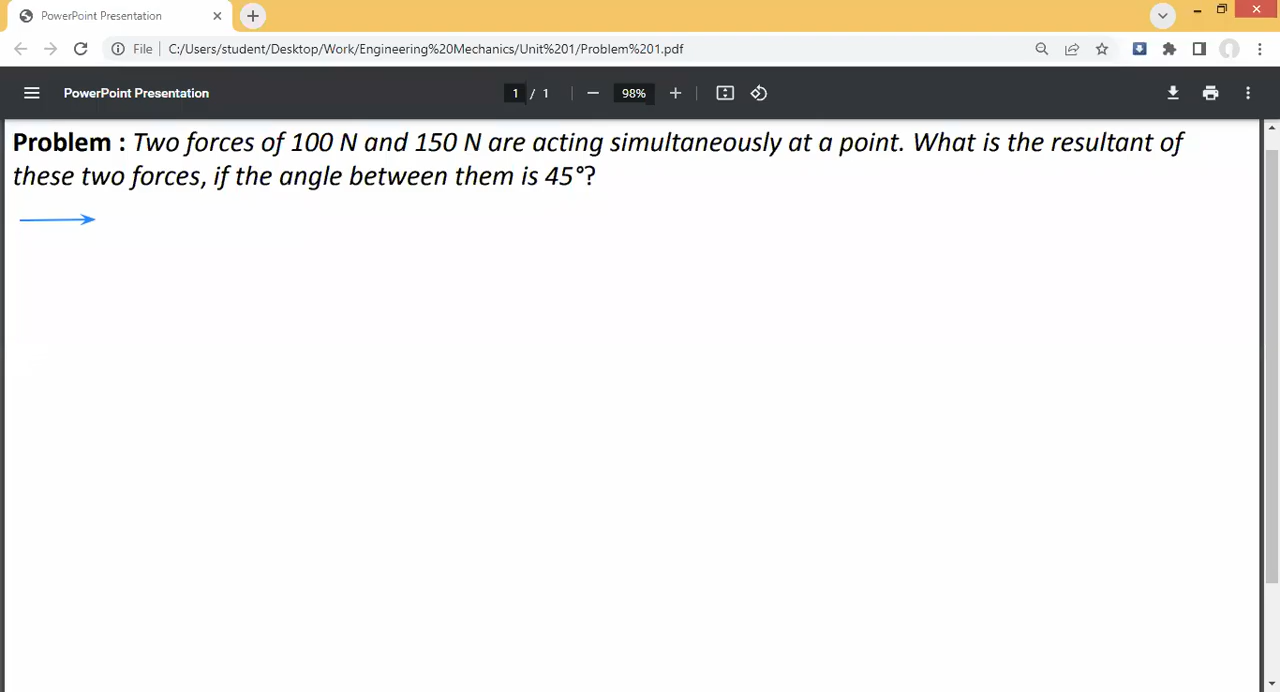 PowerPoint Presentation
File
C:/Users/student/Desktop/Work/Engineering%20Mechanics/Unit%201/Problem%201.pdf
PowerPoint Presentation
1 / 1
98%
Problem : Two forces of 100 N and 150 N are acting simultaneously at a point. What is the resultant of
these two forces, if the angle between them is 45°?